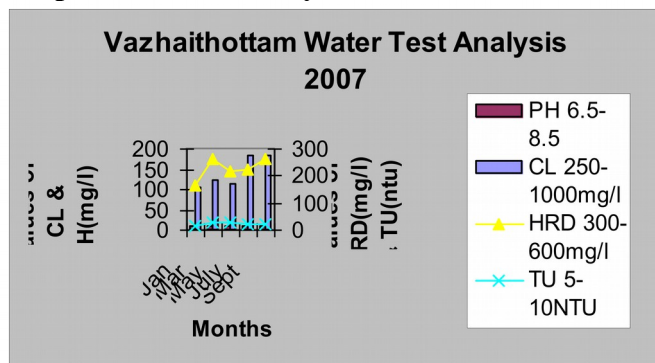 Vazhaithottam Water Test Analysis
2007
CL &
H(mg/l)
200
150
100
50
0
300
200
100
0
RD(mg/l)
TU(ntu)
Jan
Mar
May
July
Sept
Months
PH 6.5-
8.5
CL 250-
1000mg/l
HRD 300-
600mg/l
TU 5-
10NTU